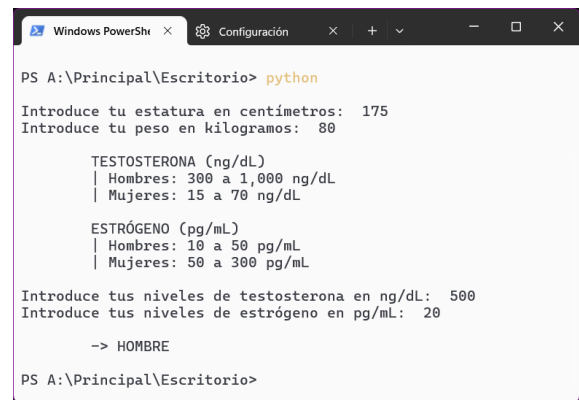 Windows PowerShe
Configuración
PS A:\Principal\Escritorio> python
Introduce tu estatura en centímetros: 175
Introduce tu peso en kilogramos: 80
TESTOSTERONA (ng/dL)
| Hombres: 300 a 1,000 ng/dL
| Mujeres: 15 a 70 ng/dL
ESTRÓGENO (pg/mL)
| Hombres: 10 a 50 pg/mL
| Mujeres: 50 a 300 pg/mL
Introduce tus niveles de testosterona en ng/dL: 500
Introduce tus niveles de estrógeno en pg/mL: 20
-> HOMBRE
PS A:\Principal\Escritorio>